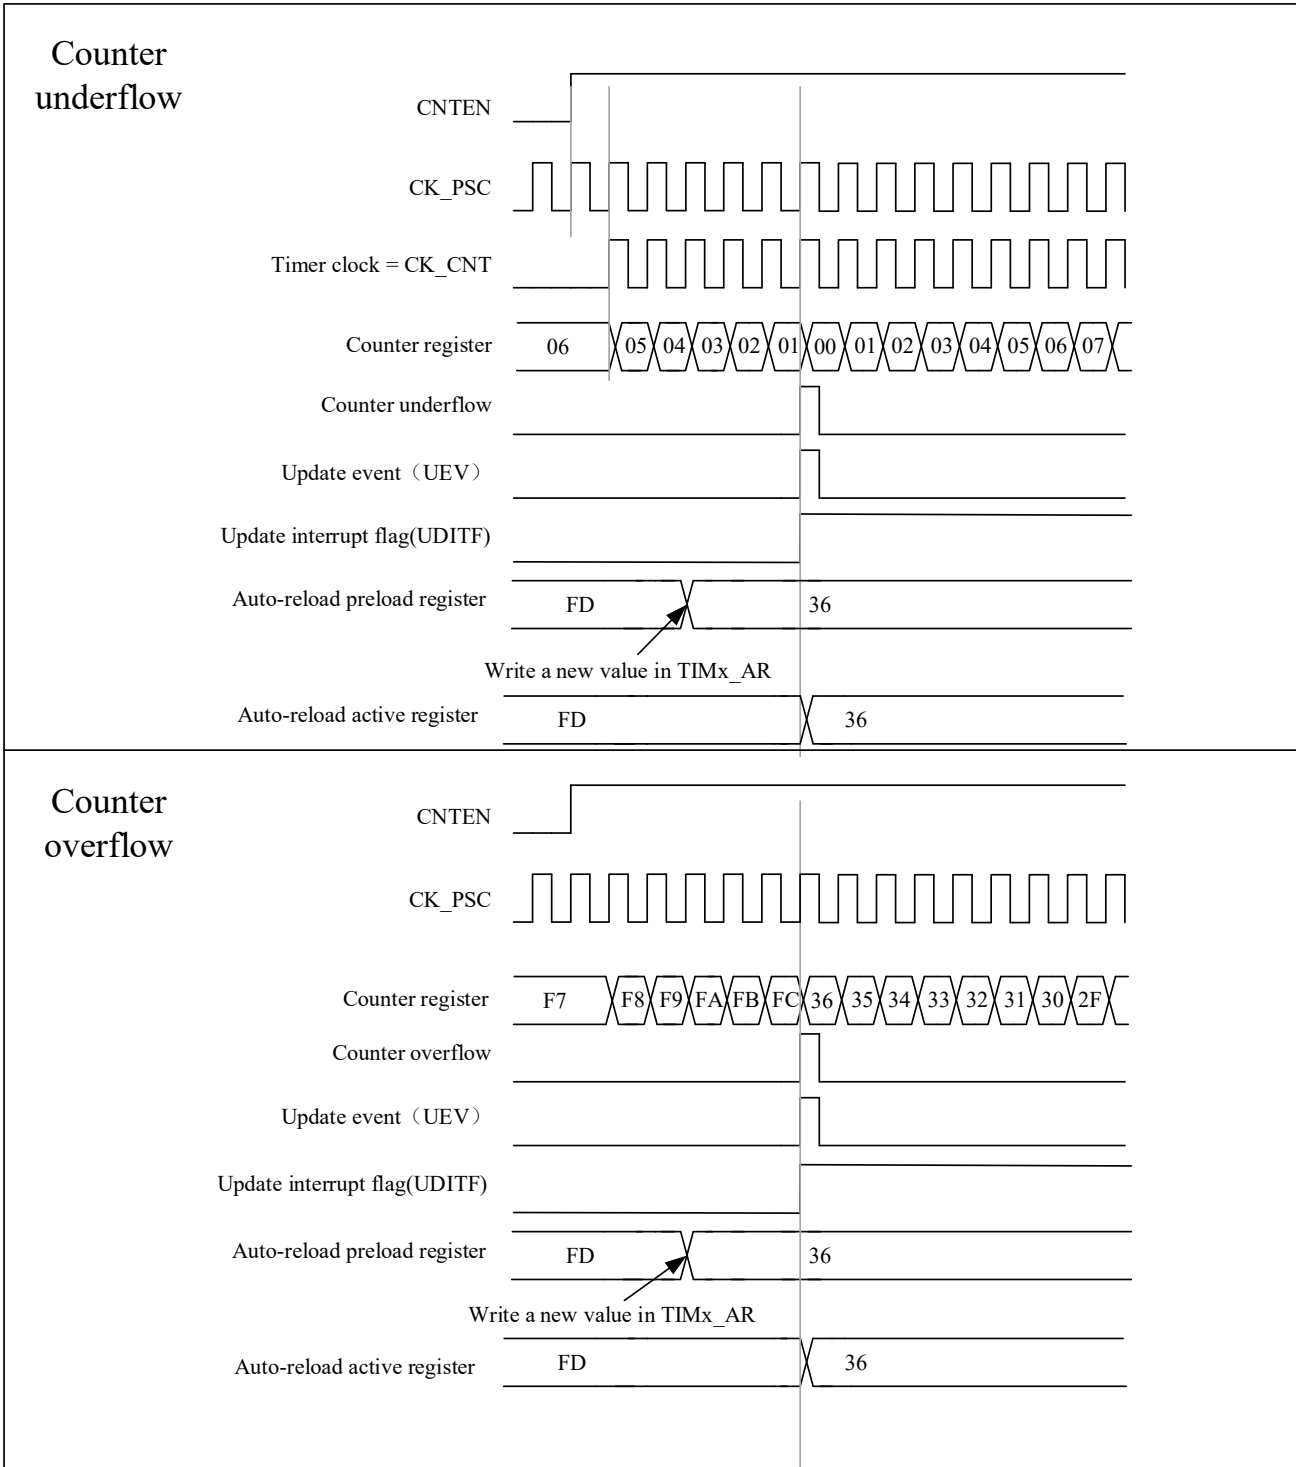 Counter
underflow
CNTEN
CK_PSC
Timer clock = CK_CNT
Counter register
06 05 04 03 02 01 00 01 02 03 04 05 06 07
Counter underflow
Update event（UEV）
Update interrupt flag(UDITF)
Auto-reload preload register
FD 36
Write a new value in TIMx_AR
Auto-reload active register
FD 36
Counter
overflow
CNTEN
CK_PSC
Counter register
F7 F8 F9 FA FB FC 36 35 34 33 32 31 30 2F
Counter overflow
Update event（UEV）
Update interrupt flag(UDITF)
Auto-reload preload register
FD 36
Write a new value in TIMx_AR
Auto-reload active register
FD 36